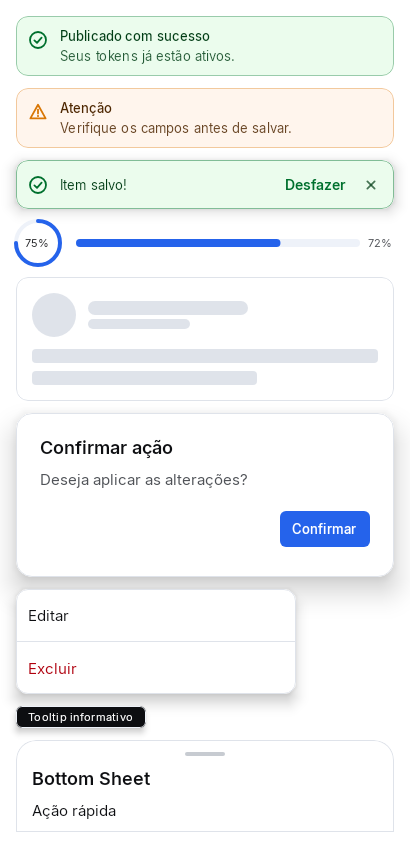 Publicado com sucesso
Seus tokens já estão ativos.
Atenção
Verifique os campos antes de salvar.
Item salvo! Desfazer
75% 72%
Confirmar ação
Deseja aplicar as alterações?
Confirmar
Editar
Excluir
Tooltip informativo
Bottom Sheet
Ação rápida